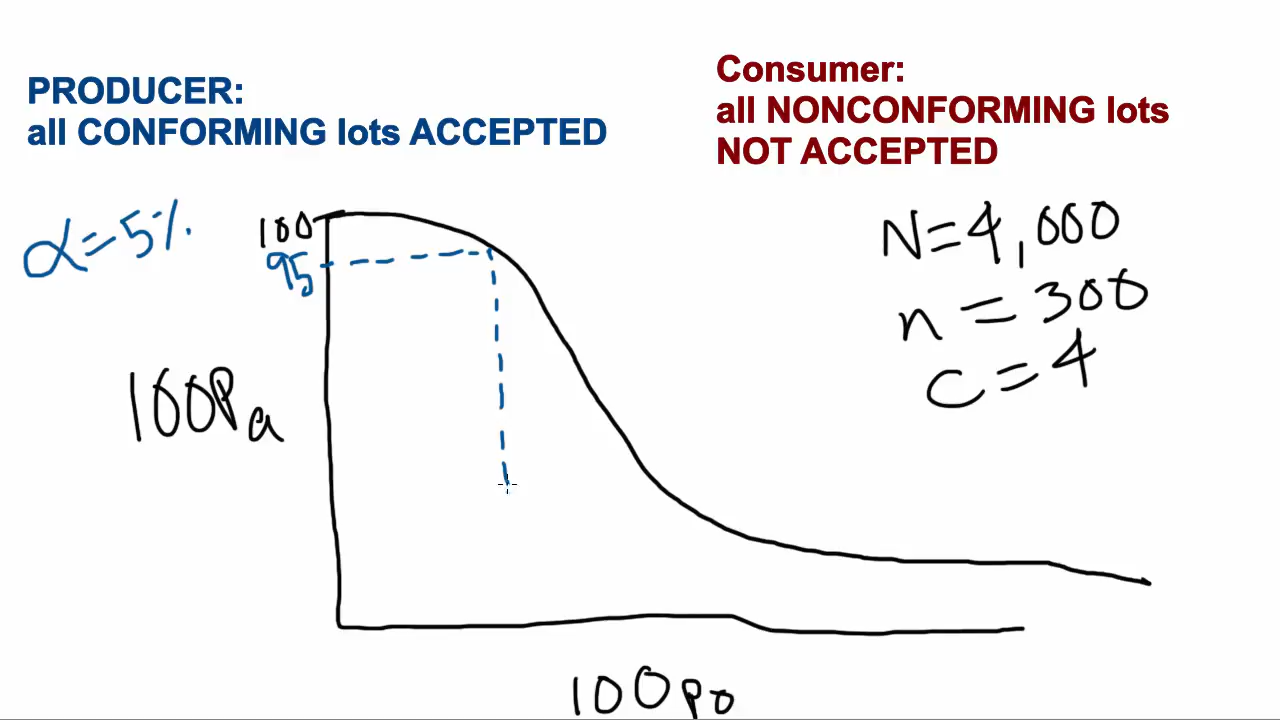 PRODUCER:
all CONFORMING lots ACCEPTED
Consumer:
all NONCONFORMING lots
NOT ACCEPTED
α=5%
100
95
100Pa
N=4,000
n=300
c=4
100po